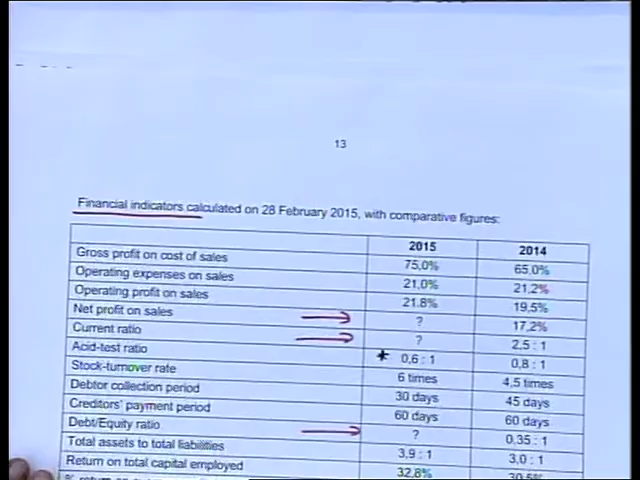 13
Financial indicators calculated on 28 February 2015, with comparative figures:
2015 2014
Gross profit on cost of sales 75,0% 65,0%
Operating expenses on sales 21,0% 21,2%
Operating profit on sales 21.8% 19,5%
Net profit on sales ? 17,2%
Current ratio ? 2,5 : 1
Acid-test ratio 0,6 : 1 0,8 : 1
Stock-turnover rate 6 times 4,5 times
Debtor collection period 30 days 45 days
Creditors' payment period 60 days 60 days
Debt/Equity ratio ? 0,35 : 1
Total assets to total liabilities 3,9 : 1 3,0 : 1
Return on total capital employed 32,8% 30,5%